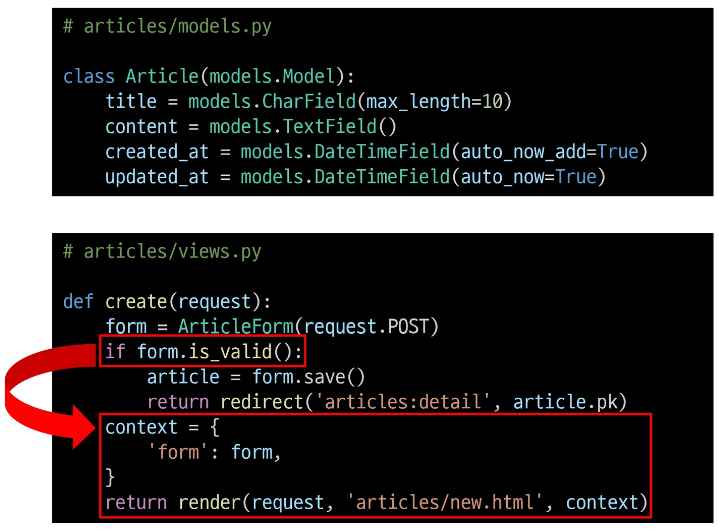 # articles/models.py
class Article(models.Model):
title = models.CharField(max_length=10)
content = models.TextField()
created_at = models.DateTimeField(auto_now_add=True)
updated_at = models.DateTimeField(auto_now=True)
# articles/views.py
def create(request):
form = ArticleForm(request.POST)
if form.is_valid():
article = form.save()
return redirect('articles:detail', article.pk)
context = {
'form': form,
}
return render(request, 'articles/new.html', context)